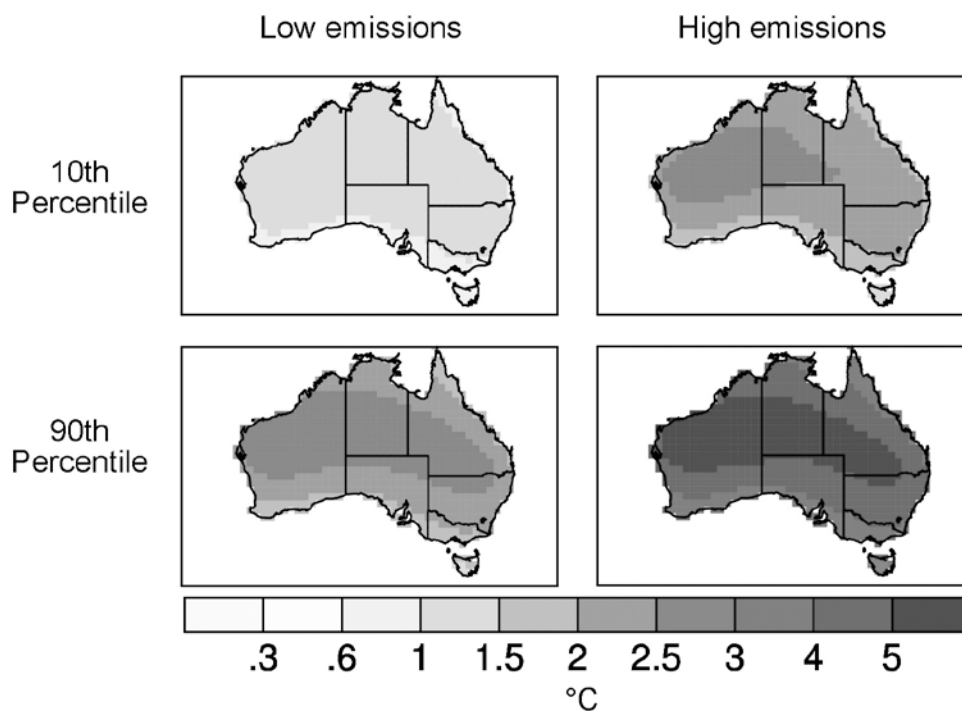 Low emissions
High emissions
10th
Percentile
90th
Percentile
.3 .6 1 1.5 2 2.5 3 4 5
°C